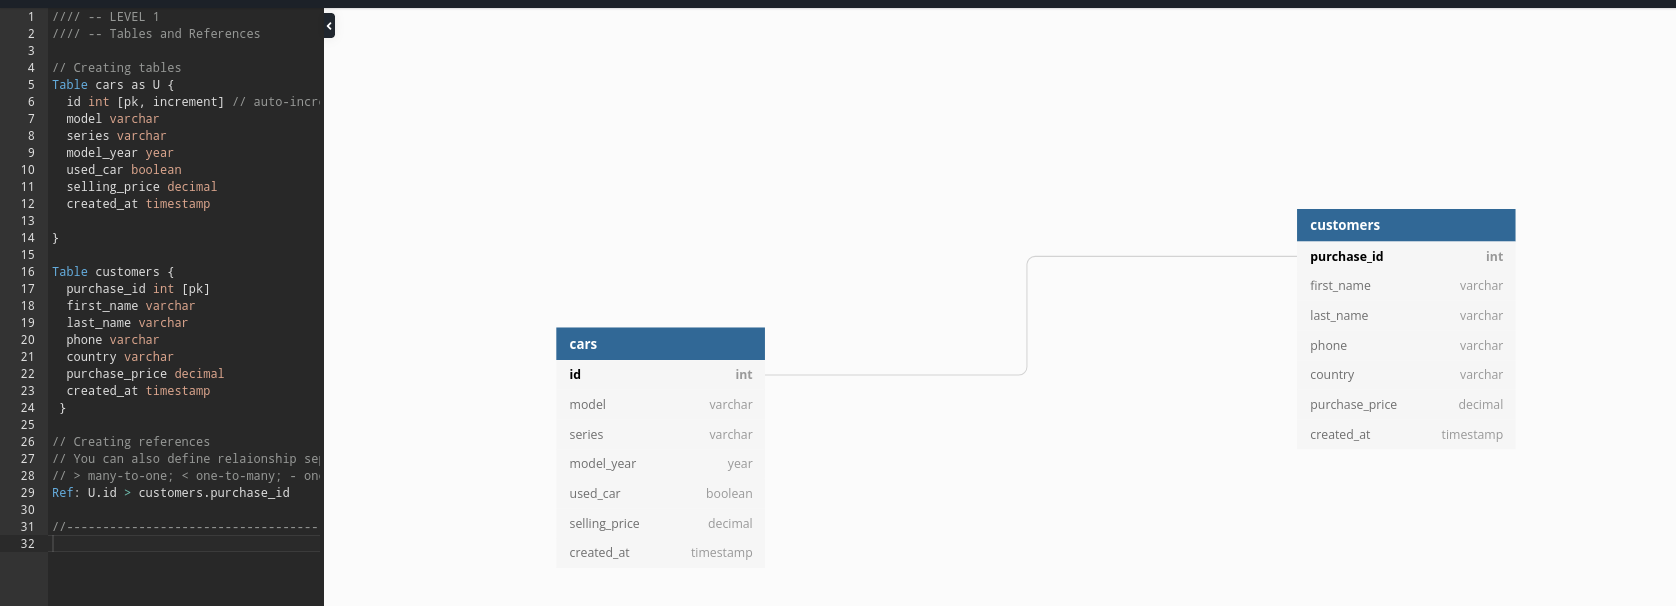 1 //// -- LEVEL 1
2 //// -- Tables and References
3
4 // Creating tables
5 Table cars as U {
6 id int [pk, increment] // auto-incre
7 model varchar
8 series varchar
9 model_year year
10 used_car boolean
11 selling_price decimal
12 created_at timestamp
13
14 }
15
16 Table customers {
17 purchase_id int [pk]
18 first_name varchar
19 last_name varchar
20 phone varchar
21 country varchar
22 purchase_price decimal
23 created_at timestamp
24 }
25
26 // Creating references
27 // You can also define relaionship sep
28 // > many-to-one; < one-to-many; - one
29 Ref: U.id > customers.purchase_id
30
31 //-----------------------------------
32
cars
id int
model varchar
series varchar
model_year year
used_car boolean
selling_price decimal
created_at timestamp
customers
purchase_id int
first_name varchar
last_name varchar
phone varchar
country varchar
purchase_price decimal
created_at timestamp